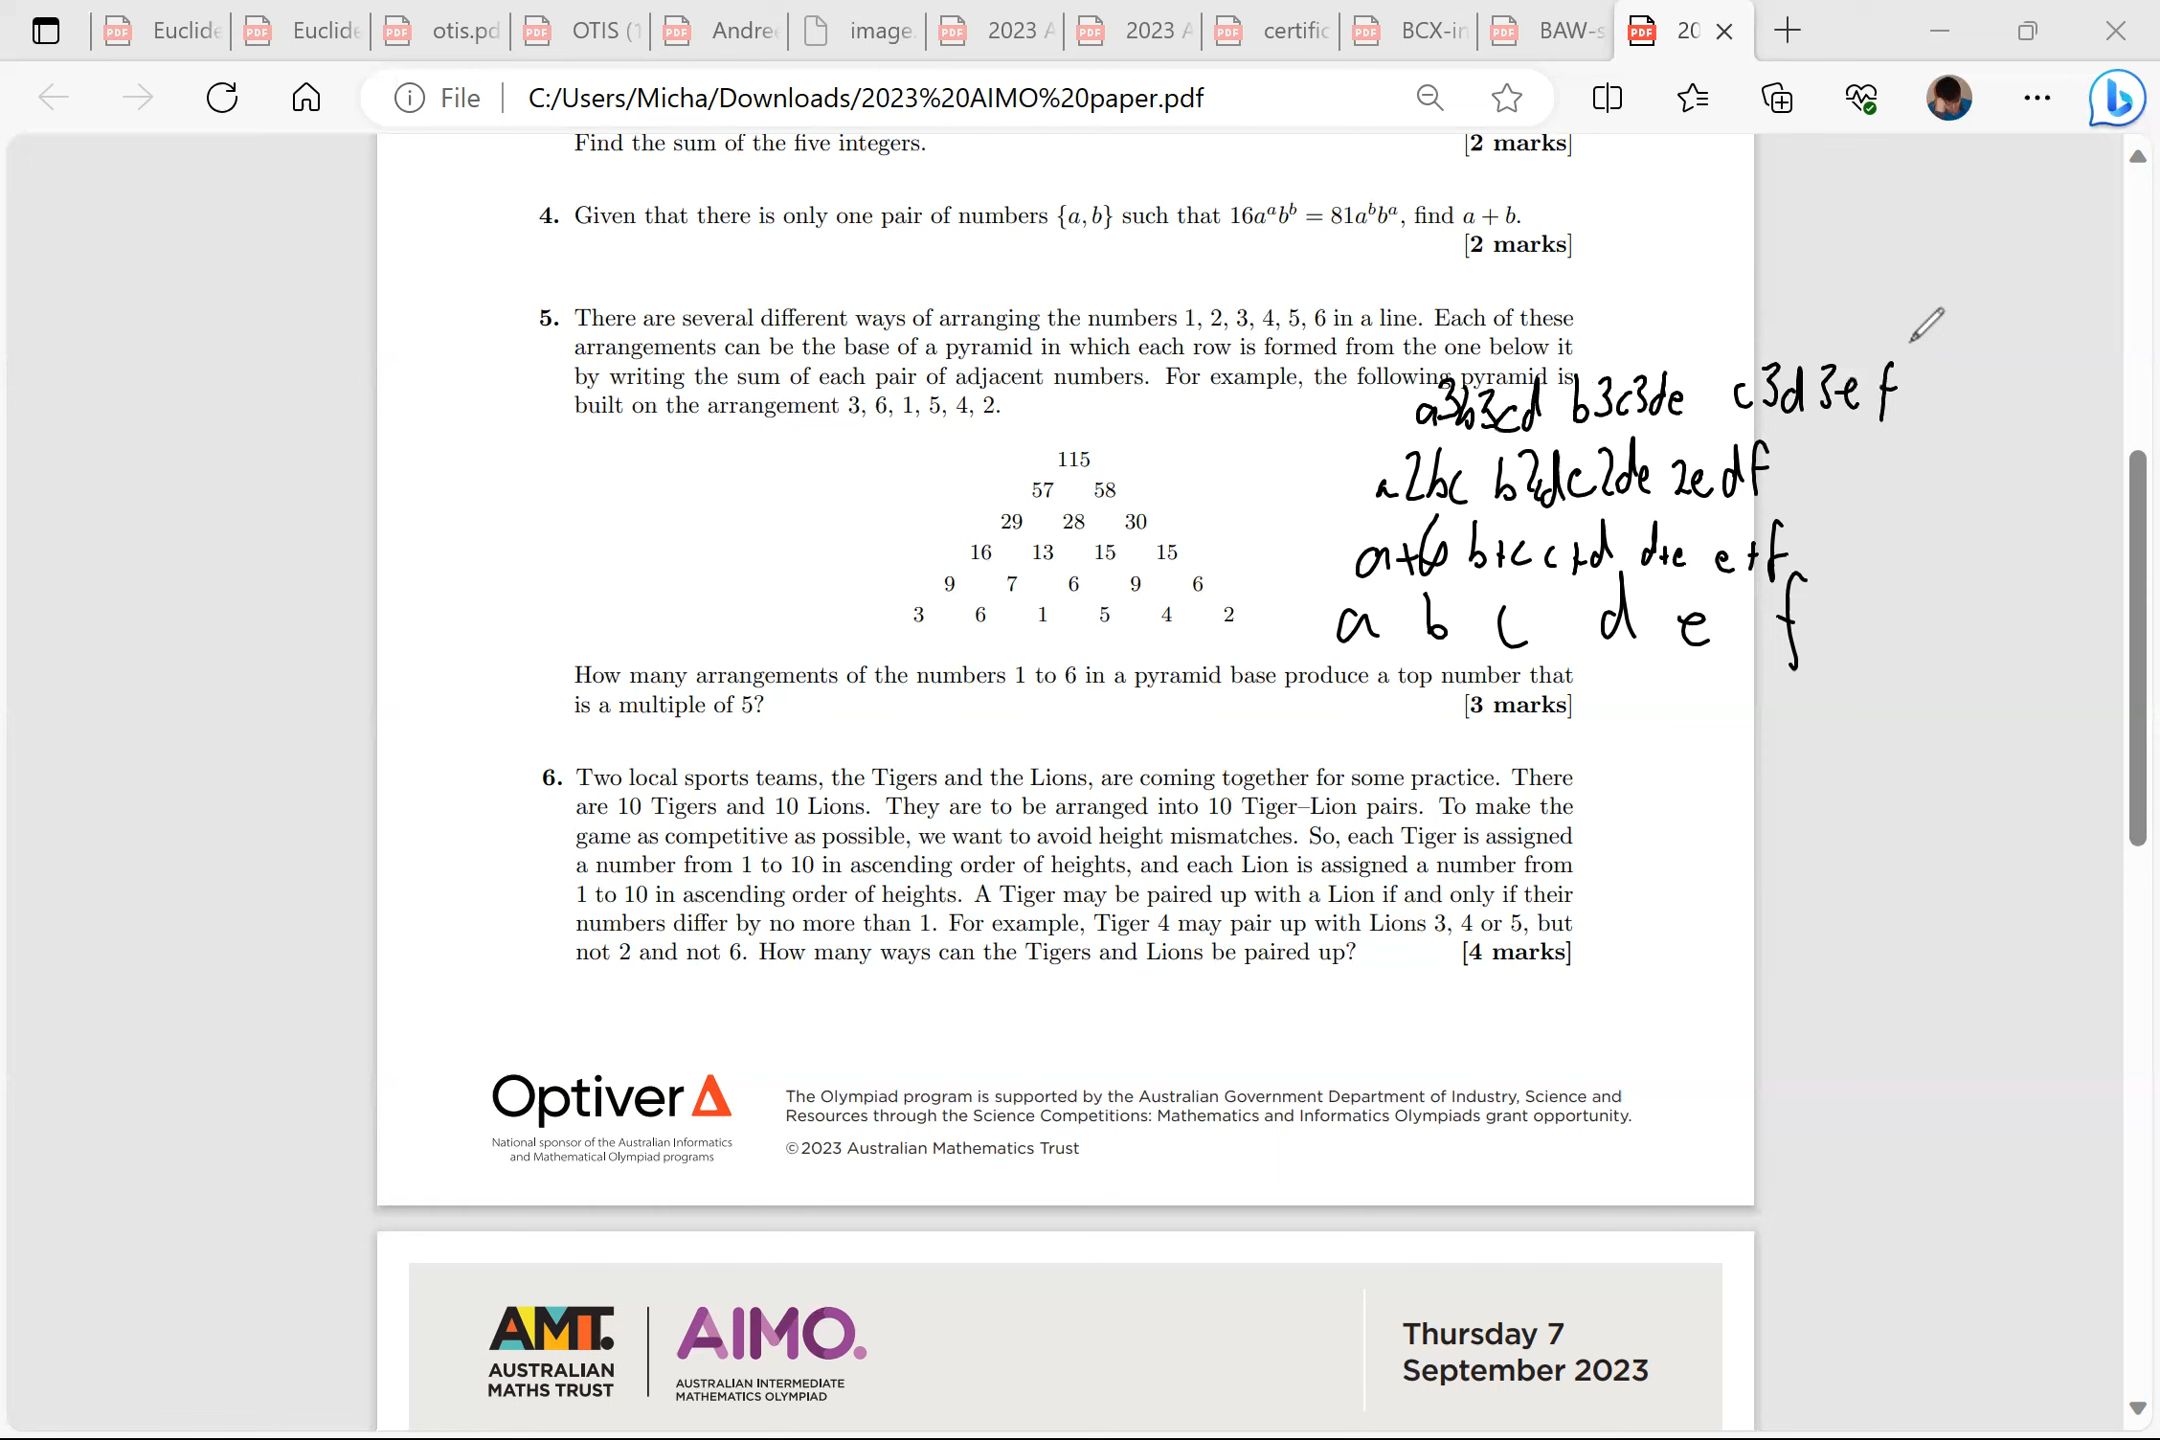 Euclide
Euclide
otis.pd
OTIS (1
Andree
image.
2023 A
2023 A
certific
BCX-in
BAW-s
20
File
C:/Users/Micha/Downloads/2023%20AIMO%20paper.pdf
Find the sum of the five integers. [2 marks]
4. Given that there is only one pair of numbers {a, b} such that 16aᵃbᵇ = 81aᵇbᵃ, find a + b.
[2 marks]
5. There are several different ways of arranging the numbers 1, 2, 3, 4, 5, 6 in a line. Each of these
arrangements can be the base of a pyramid in which each row is formed from the one below it
by writing the sum of each pair of adjacent numbers. For example, the following pyramid is
built on the arrangement 3, 6, 1, 5, 4, 2.
115
57 58
29 28 30
16 13 15 15
9 7 6 9 6
3 6 1 5 4 2
a3b3cd b3c3de c3d3ef
a2bc b2cd c2de 2edf
a+b b+c c+d d+e e+f
a b c d e f
How many arrangements of the numbers 1 to 6 in a pyramid base produce a top number that
is a multiple of 5? [3 marks]
6. Two local sports teams, the Tigers and the Lions, are coming together for some practice. There
are 10 Tigers and 10 Lions. They are to be arranged into 10 Tiger–Lion pairs. To make the
game as competitive as possible, we want to avoid height mismatches. So, each Tiger is assigned
a number from 1 to 10 in ascending order of heights, and each Lion is assigned a number from
1 to 10 in ascending order of heights. A Tiger may be paired up with a Lion if and only if their
numbers differ by no more than 1. For example, Tiger 4 may pair up with Lions 3, 4 or 5, but
not 2 and not 6. How many ways can the Tigers and Lions be paired up? [4 marks]
Optiver
National sponsor of the Australian Informatics
and Mathematical Olympiad programs
The Olympiad program is supported by the Australian Government Department of Industry, Science and
Resources through the Science Competitions: Mathematics and Informatics Olympiads grant opportunity.
©2023 Australian Mathematics Trust
AMT.
AUSTRALIAN
MATHS TRUST
AIMO.
AUSTRALIAN INTERMEDIATE
MATHEMATICS OLYMPIAD
Thursday 7
September 2023